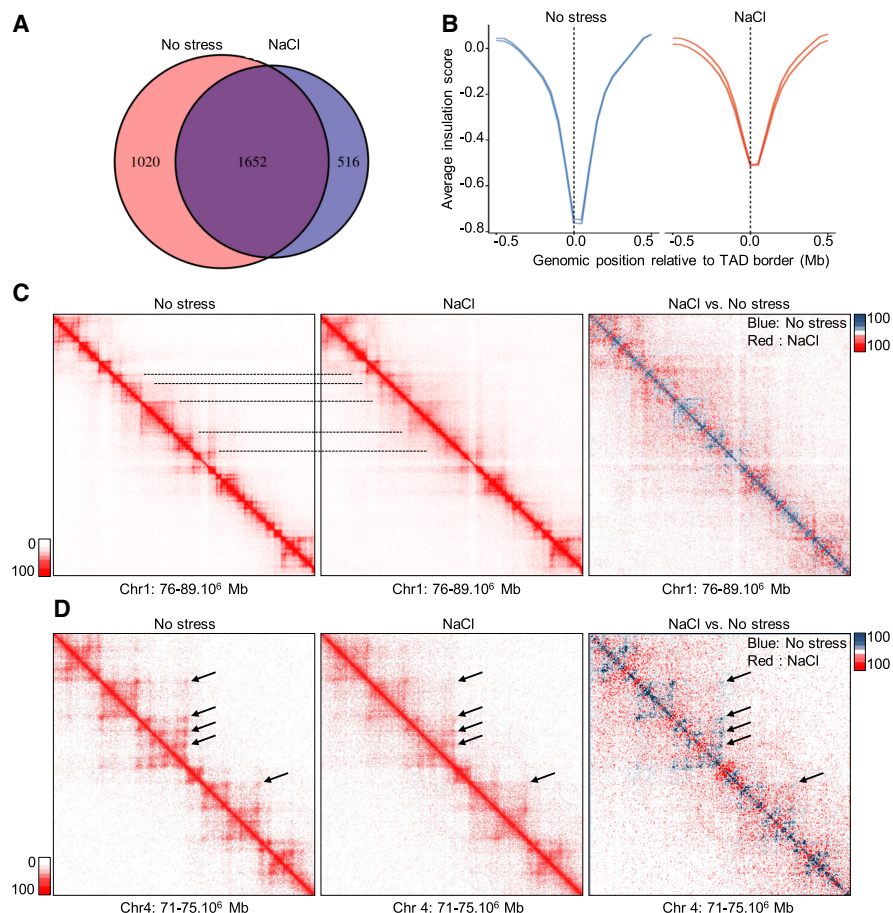 A
No stress
NaCl
1020
1652
516
B
No stress
NaCl
Average insulation score
0.0
-0.2
-0.4
-0.6
-0.8
-0.5
0.0
0.5
-0.5
0.0
0.5
Genomic position relative to TAD border (Mb)
C
No stress
NaCl
NaCl vs. No stress
Blue: No stress
Red : NaCl
100
100
0
100
Chr1: 76-89.10⁶ Mb
Chr1: 76-89.10⁶ Mb
Chr1: 76-89.10⁶ Mb
D
No stress
NaCl
NaCl vs. No stress
Blue: No stress
Red : NaCl
100
100
0
100
Chr4: 71-75.10⁶ Mb
Chr 4: 71-75.10⁶ Mb
Chr 4: 71-75.10⁶ Mb